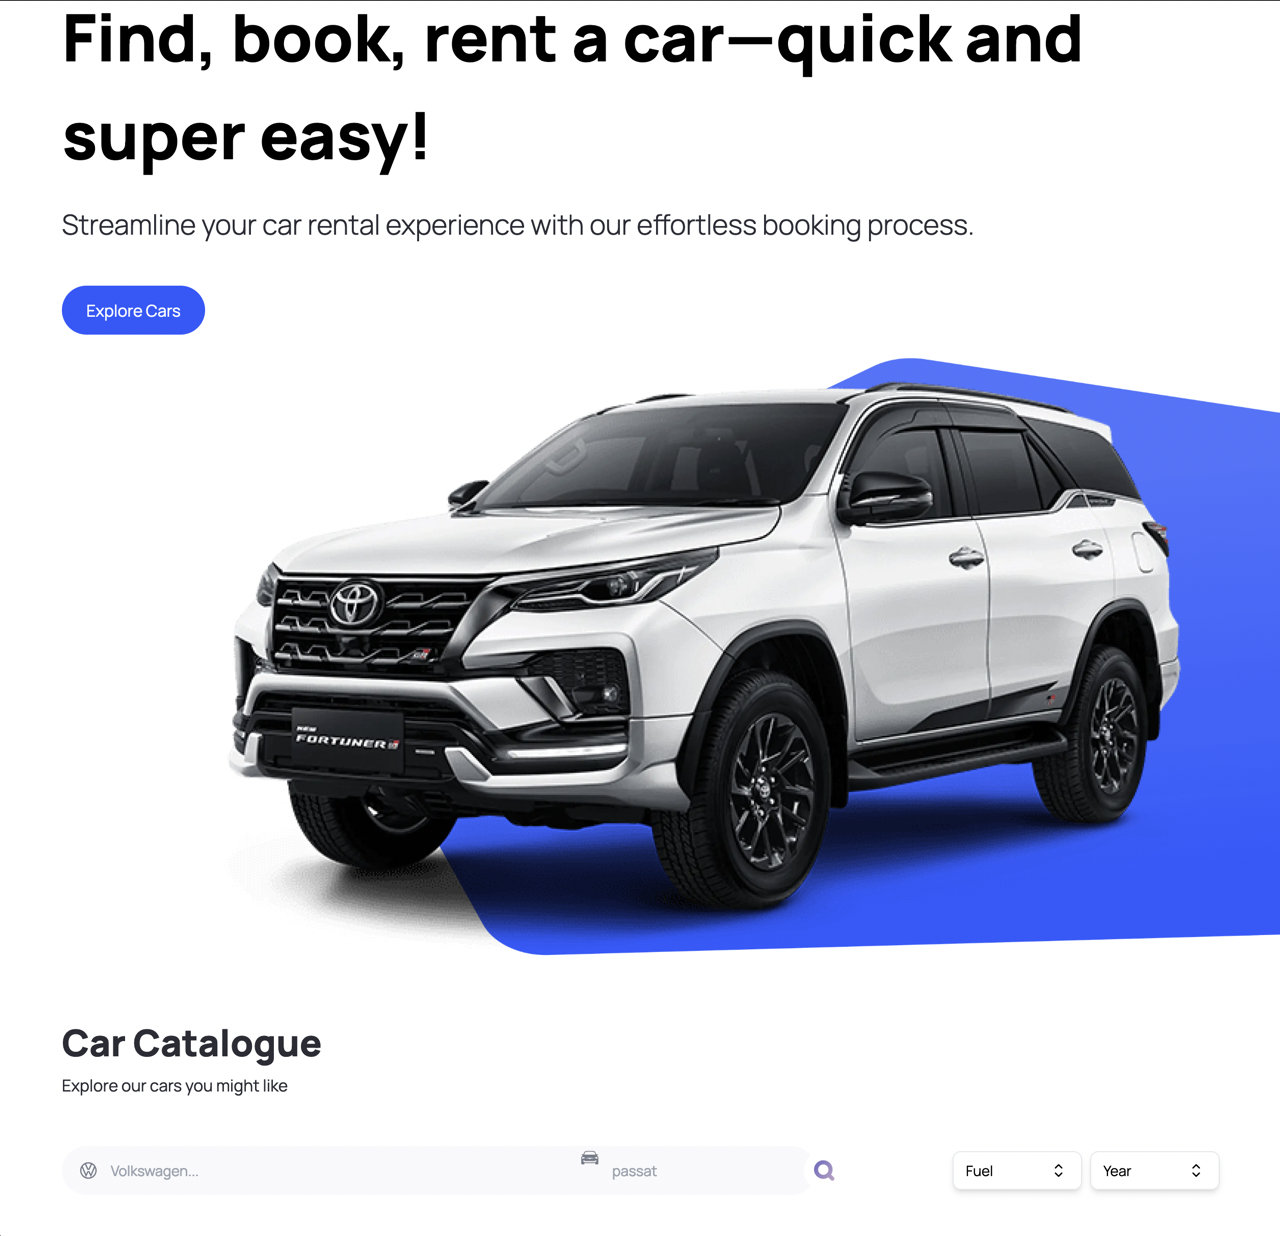 Find, book, rent a car—quick and
super easy!
Streamline your car rental experience with our effortless booking process.
Explore Cars
NEW
FORTUNER
Car Catalogue
Explore our cars you might like
Volkswagen...
passat
Fuel
Year